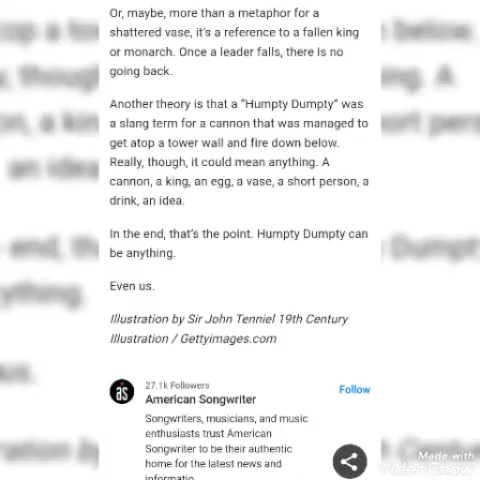 Or, maybe, more than a metaphor for a
shattered vase, it's a reference to a fallen king
or monarch. Once a leader falls, there is no
going back.
Another theory is that a “Humpty Dumpty” was
a slang term for a cannon that was managed to
get atop a tower wall and fire down below.
Really, though, it could mean anything. A
cannon, a king, an egg, a vase, a short person, a
drink, an idea.
In the end, that's the point. Humpty Dumpty can
be anything.
Even us.
Illustration by Sir John Tenniel 19th Century
Illustration / Gettyimages.com
as
27.1k Followers
American Songwriter
Follow
Songwriters, musicians, and music
enthusiasts trust American
Songwriter to be their authentic
home for the latest news and
informatio
Made with
VideoShow